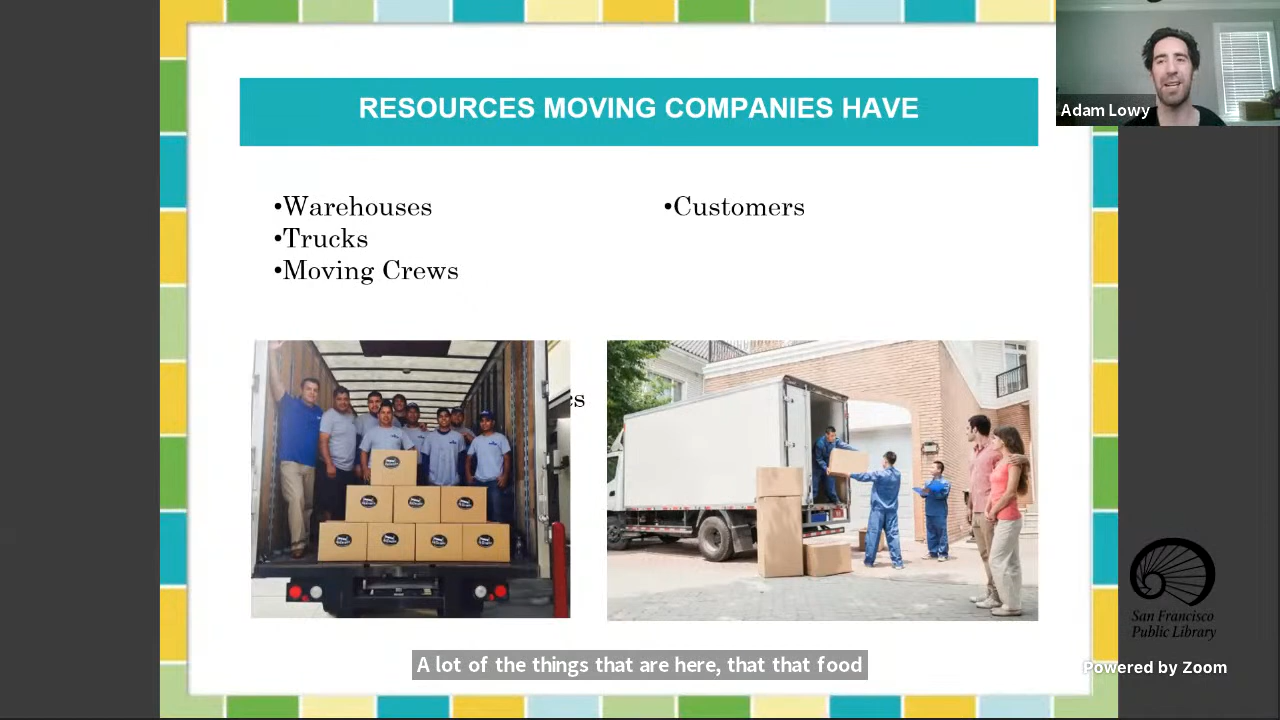 RESOURCES MOVING COMPANIES HAVE
Adam Lowy
•Warehouses
•Trucks
•Moving Crews
•Customers
es
San Francisco
Public Library
A lot of the things that are here, that that food
Powered by Zoom